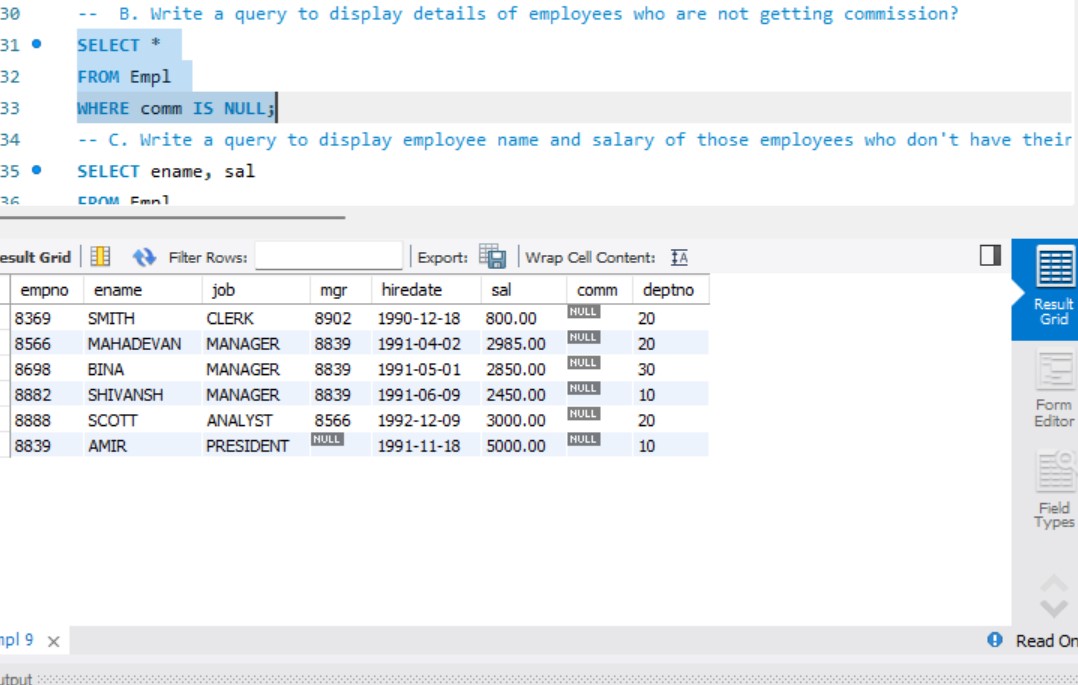 30 -- B. Write a query to display details of employees who are not getting commission?
31 SELECT *
32 FROM Empl
33 WHERE comm IS NULL;
34 -- C. Write a query to display employee name and salary of those employees who don't have their
35 SELECT ename, sal
36 FROM Empl
esult Grid Filter Rows: Export: Wrap Cell Content: IA
empno ename job mgr hiredate sal comm deptno
8369 SMITH CLERK 8902 1990-12-18 800.00 NULL 20
8566 MAHADEVAN MANAGER 8839 1991-04-02 2985.00 NULL 20
8698 BINA MANAGER 8839 1991-05-01 2850.00 NULL 30
8882 SHIVANSH MANAGER 8839 1991-06-09 2450.00 NULL 10
8888 SCOTT ANALYST 8566 1992-12-09 3000.00 NULL 20
8839 AMIR PRESIDENT NULL 1991-11-18 5000.00 NULL 10
Result
Grid
Form
Editor
Field
Types
mpl 9 Read On
utput